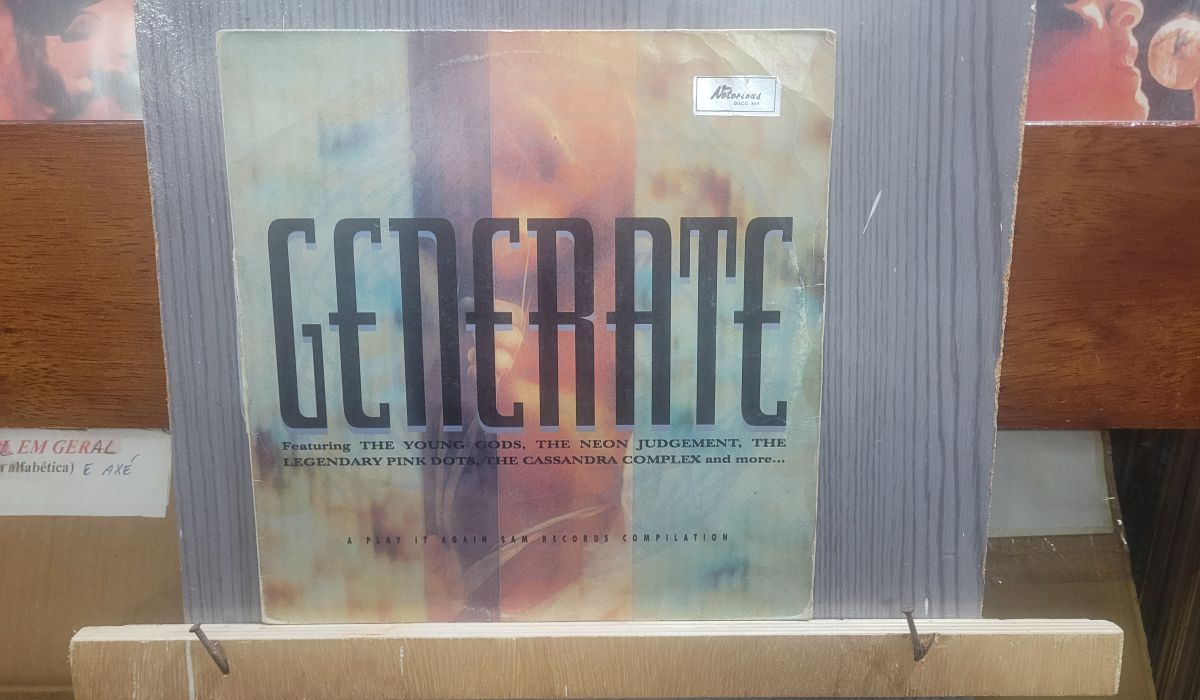 Notorious
DISCO BAR
GENERATE
Featuring THE YOUNG GODS, THE NEON JUDGEMENT, THE
LEGENDARY PINK DOTS, THE CASSANDRA COMPLEX and more...
A PLAY IT AGAIN SAM RECORDS COMPILATION
L EM GERAL
alfabética) E AXÉ